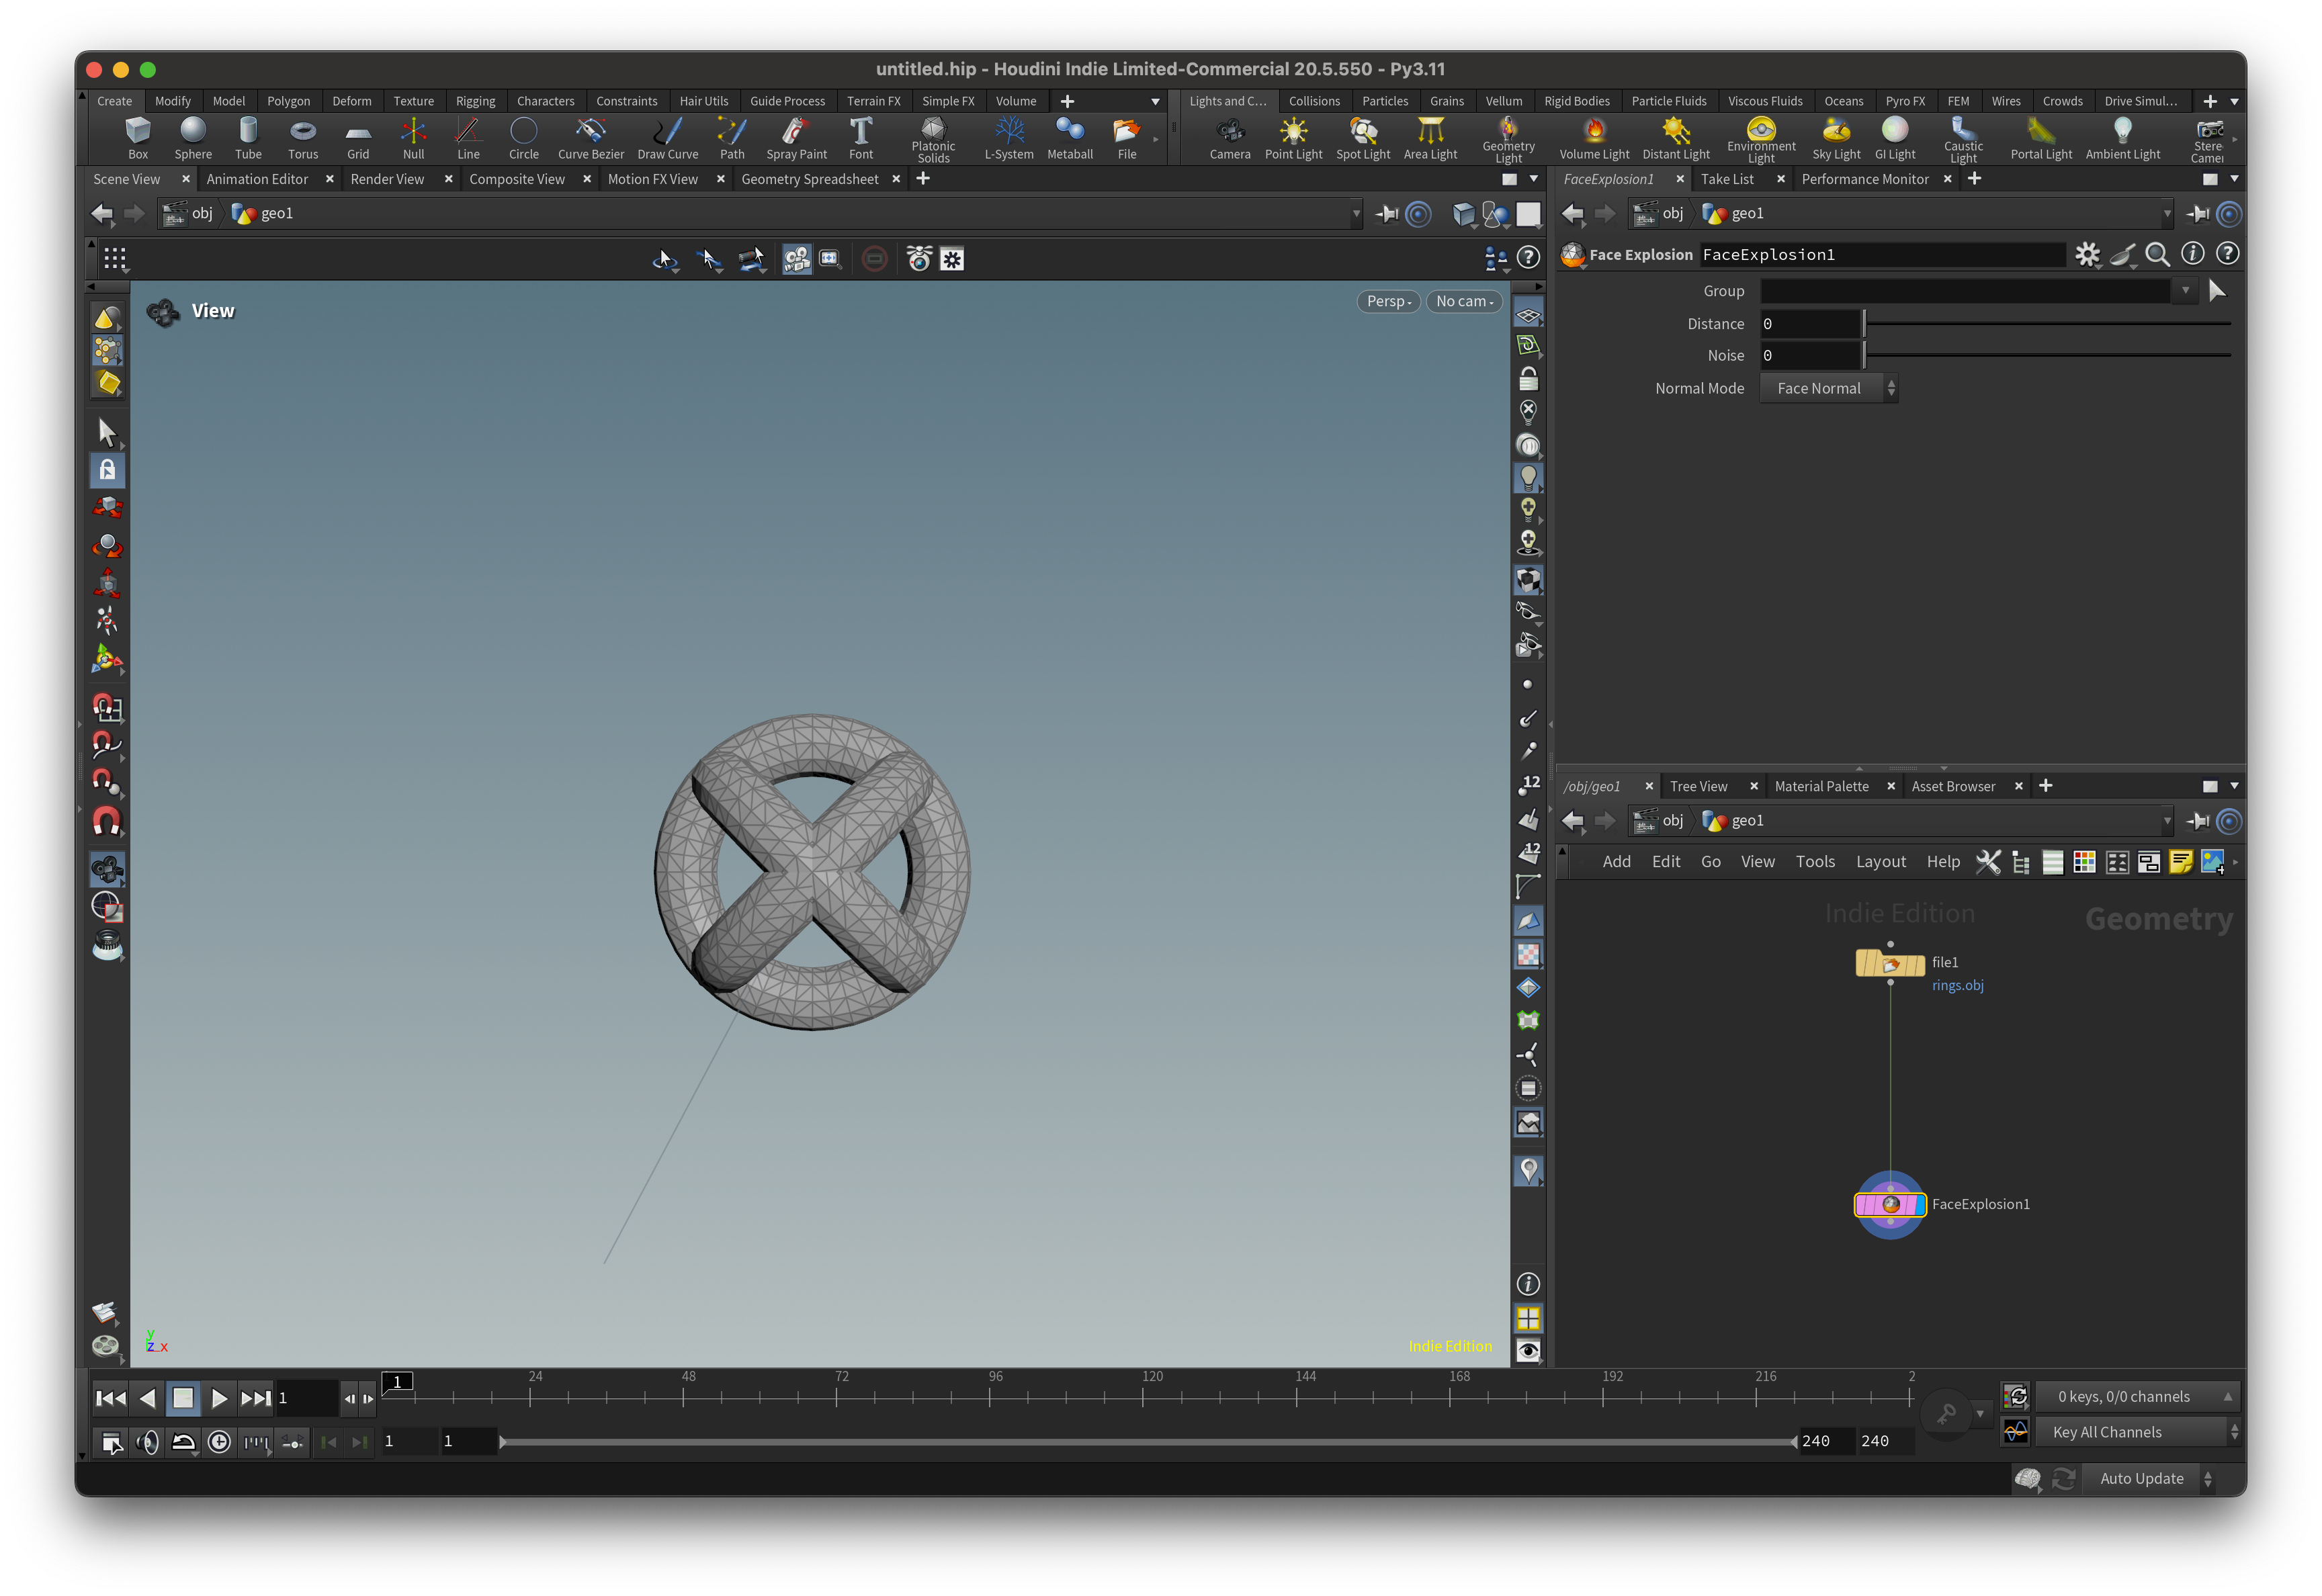 untitled.hip - Houdini Indie Limited-Commercial 20.5.550 - Py3.11
Create Modify Model Polygon Deform Texture Rigging Characters Constraints Hair Utils Guide Process Terrain FX Simple FX Volume
Lights and C... Collisions Particles Grains Vellum Rigid Bodies Particle Fluids Viscous Fluids Oceans Pyro FX FEM Wires Crowds Drive Simul...
Box Sphere Tube Torus Grid Null Line Circle Curve Bezier Draw Curve Path Spray Paint Font Platonic Solids L-System Metaball File
Camera Point Light Spot Light Area Light Geometry Light Volume Light Distant Light Environment Light Sky Light GI Light Caustic Light Portal Light Ambient Light Stereo Camer
Scene View Animation Editor Render View Composite View Motion FX View Geometry Spreadsheet
FaceExplosion1 Take List Performance Monitor
obj geo1
obj geo1
Face Explosion FaceExplosion1
View
Persp
No cam
Group
Distance 0
Noise 0
Normal Mode Face Normal
12
12
y
z x
Indie Edition
/obj/geo1 Tree View Material Palette Asset Browser
obj geo1
Add Edit Go View Tools Layout Help
Indie Edition
Geometry
file1
rings.obj
FaceExplosion1
1
1 24 48 72 96 120 144 168 192 216 2
0 keys, 0/0 channels
1 1 240 240
Key All Channels
Auto Update